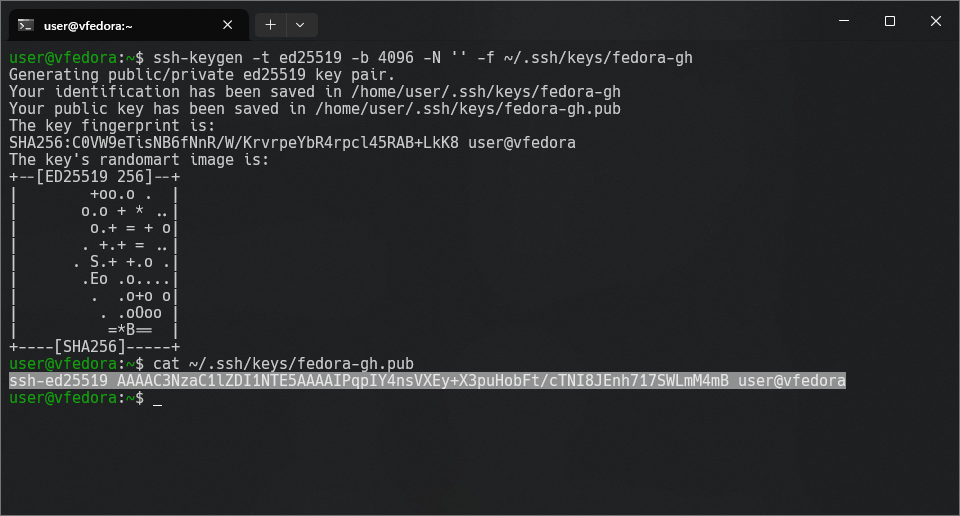 user@vfedora:~
user@vfedora:~$ ssh-keygen -t ed25519 -b 4096 -N '' -f ~/.ssh/keys/fedora-gh
Generating public/private ed25519 key pair.
Your identification has been saved in /home/user/.ssh/keys/fedora-gh
Your public key has been saved in /home/user/.ssh/keys/fedora-gh.pub
The key fingerprint is:
SHA256:C0VW9eTisNB6fNnR/W/KrvrpeYbR4rpcl45RAB+LkK8 user@vfedora
The key's randomart image is:
+--[ED25519 256]--+
|        +oo.o .  |
|       o.o + * ..|
|        o.+ = + o|
|       . +.+ = ..|
|      . S.+ +.o .|
|       .Eo .o....|
|        .  .o+o o|
|         . .oOoo |
|          =*B==  |
+----[SHA256]-----+
user@vfedora:~$ cat ~/.ssh/keys/fedora-gh.pub
ssh-ed25519 AAAAC3NzaC1lZDI1NTE5AAAAIPqpIY4nsVXEy+X3puHobFt/cTNI8JEnh717SWLmM4mB user@vfedora
user@vfedora:~$ _